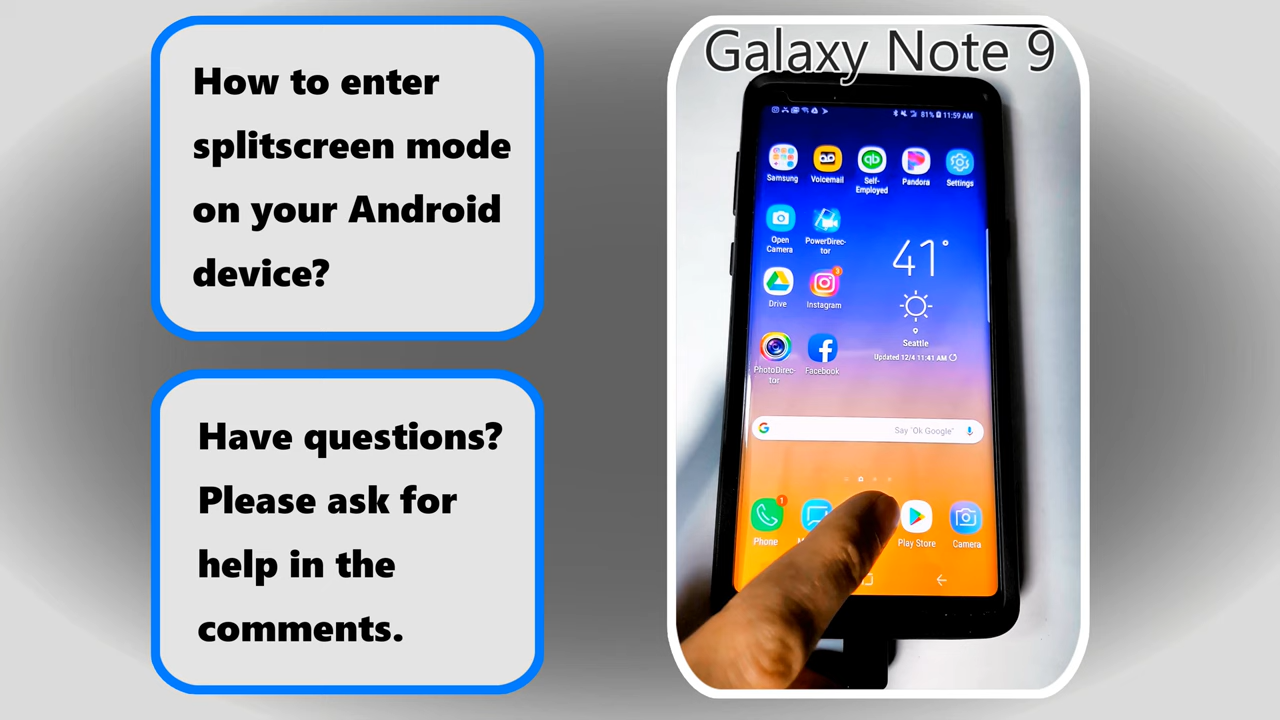 How to enter
splitscreen mode
on your Android
device?
Have questions?
Please ask for
help in the
comments.
Galaxy Note 9
81% 11:59 AM
Samsung
Voicemail
Self-
Employed
Pandora
Settings
Open
Camera
PowerDirec-
tor
41°
Drive
Instagram
3
Seattle
Updated 12/4 11:41 AM
PhotoDirec-
tor
Facebook
Say "Ok Google"
1
Phone
Play Store
Camera